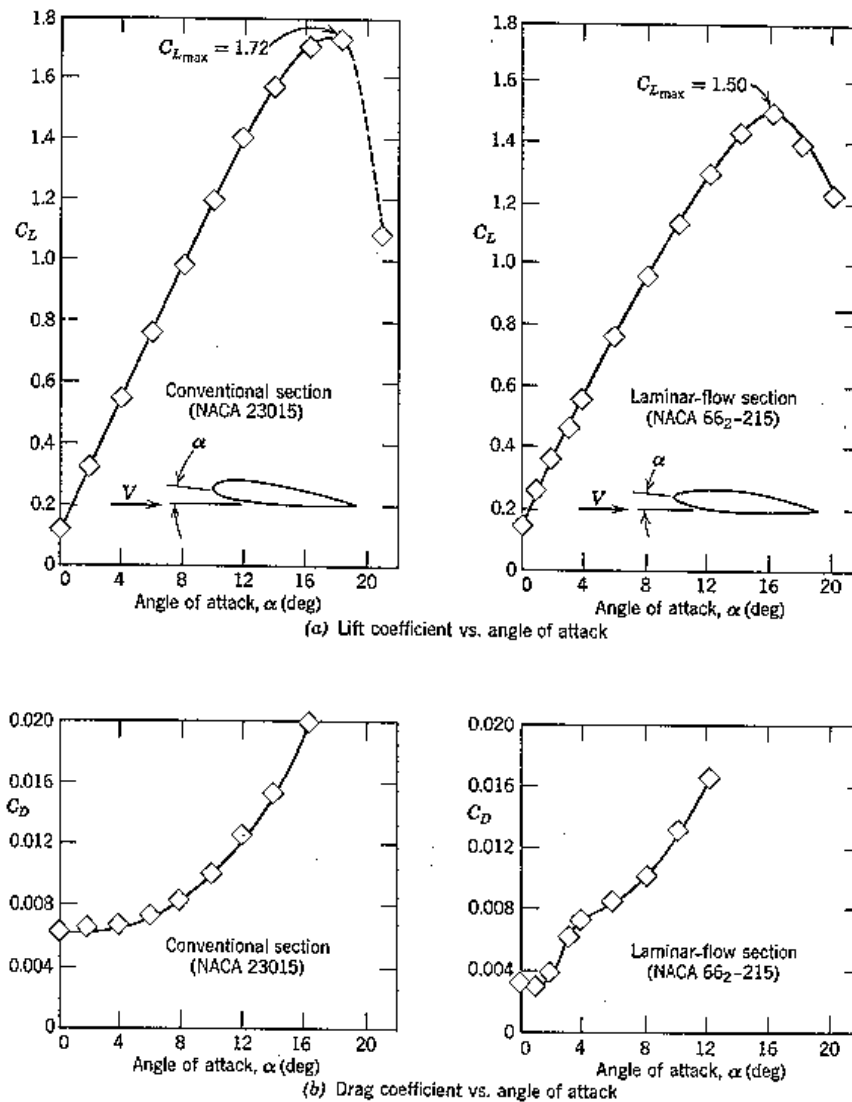 1.8
C_Lmax = 1.72
1.6
1.4
1.2
C_L
1.0
0.8
0.6
Conventional section
(NACA 23015)
0.4
α
V
0.2
0
0 4 8 12 16 20
Angle of attack, α (deg)
1.8
C_Lmax = 1.50
1.6
1.4
1.2
C_L
1.0
0.8
0.6
Laminar-flow section
(NACA 66₂-215)
0.4
α
V
0.2
0
0 4 8 12 16 20
Angle of attack, α (deg)
(a) Lift coefficient vs. angle of attack
0.020
0.016
C_D
0.012
0.008
Conventional section
(NACA 23015)
0.004
0
0 4 8 12 16 20
Angle of attack, α (deg)
0.020
0.016
C_D
0.012
0.008
Laminar-flow section
(NACA 66₂-215)
0.004
0
0 4 8 12 16 20
Angle of attack, α (deg)
(b) Drag coefficient vs. angle of attack